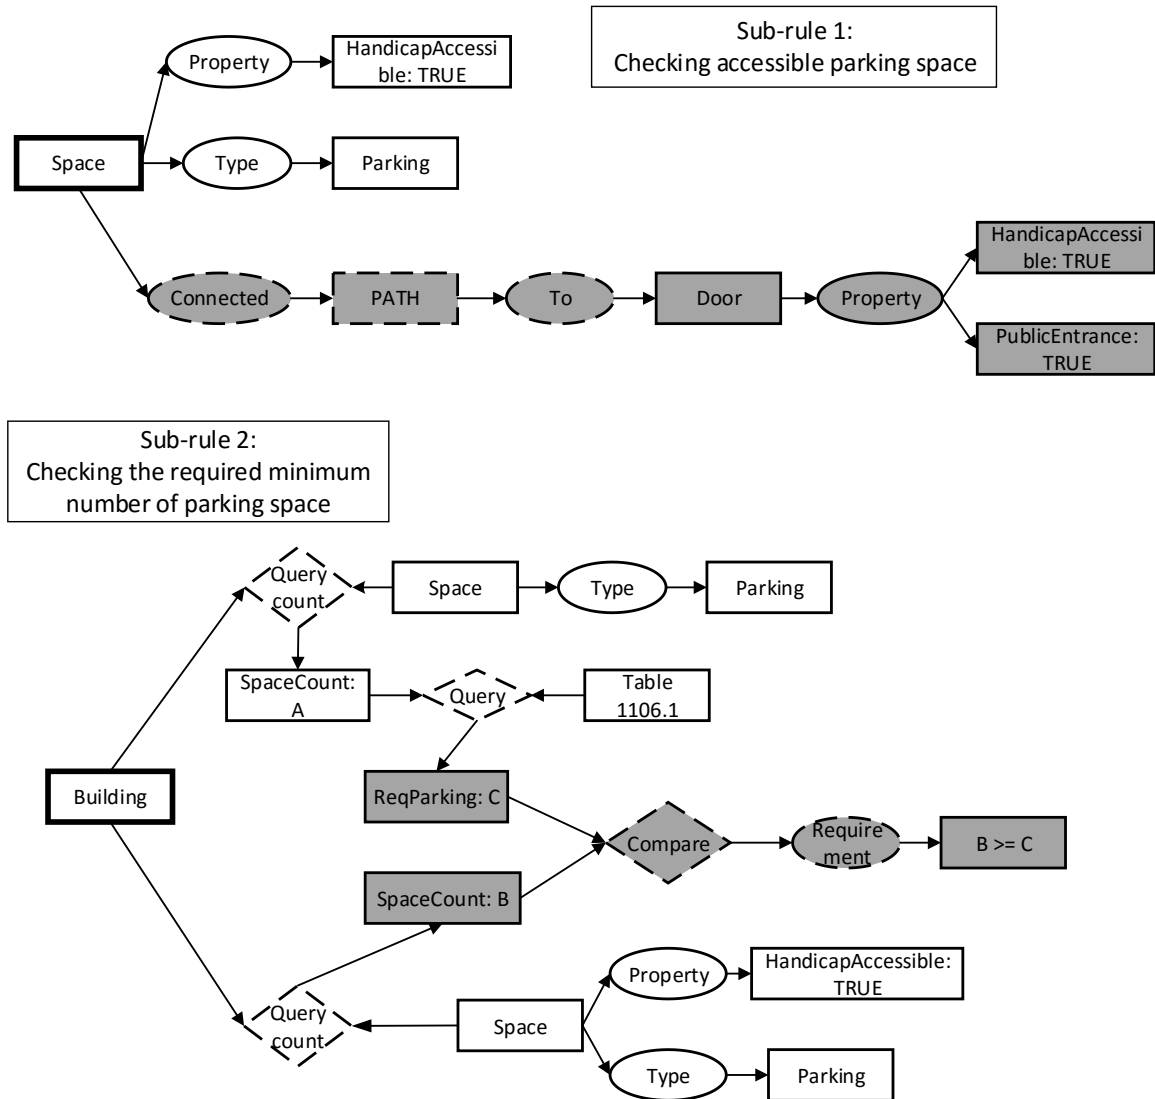 Sub-rule 1:
Checking accessible parking space
Property
HandicapAccessi
ble: TRUE
Space
Type
Parking
Connected
PATH
To
Door
Property
HandicapAccessi
ble: TRUE
PublicEntrance:
TRUE
Sub-rule 2:
Checking the required minimum
number of parking space
Query
count
Space
Type
Parking
SpaceCount:
A
Query
Table
1106.1
Building
ReqParking: C
Compare
Require
ment
B >= C
SpaceCount: B
Query
count
Space
Property
HandicapAccessible:
TRUE
Type
Parking